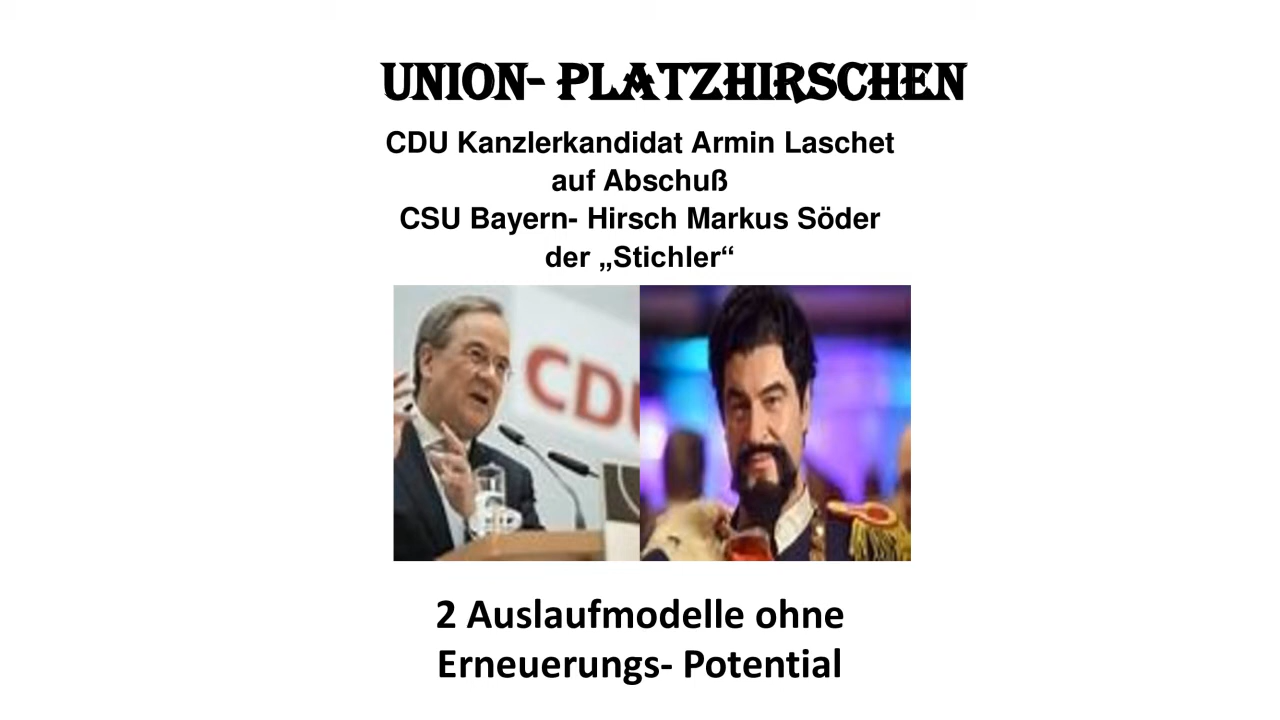 UNION- PLATZHIRSCHEN
CDU Kanzlerkandidat Armin Laschet
auf Abschuß
CSU Bayern- Hirsch Markus Söder
der „Stichler“
CDU
2 Auslaufmodelle ohne
Erneuerungs- Potential